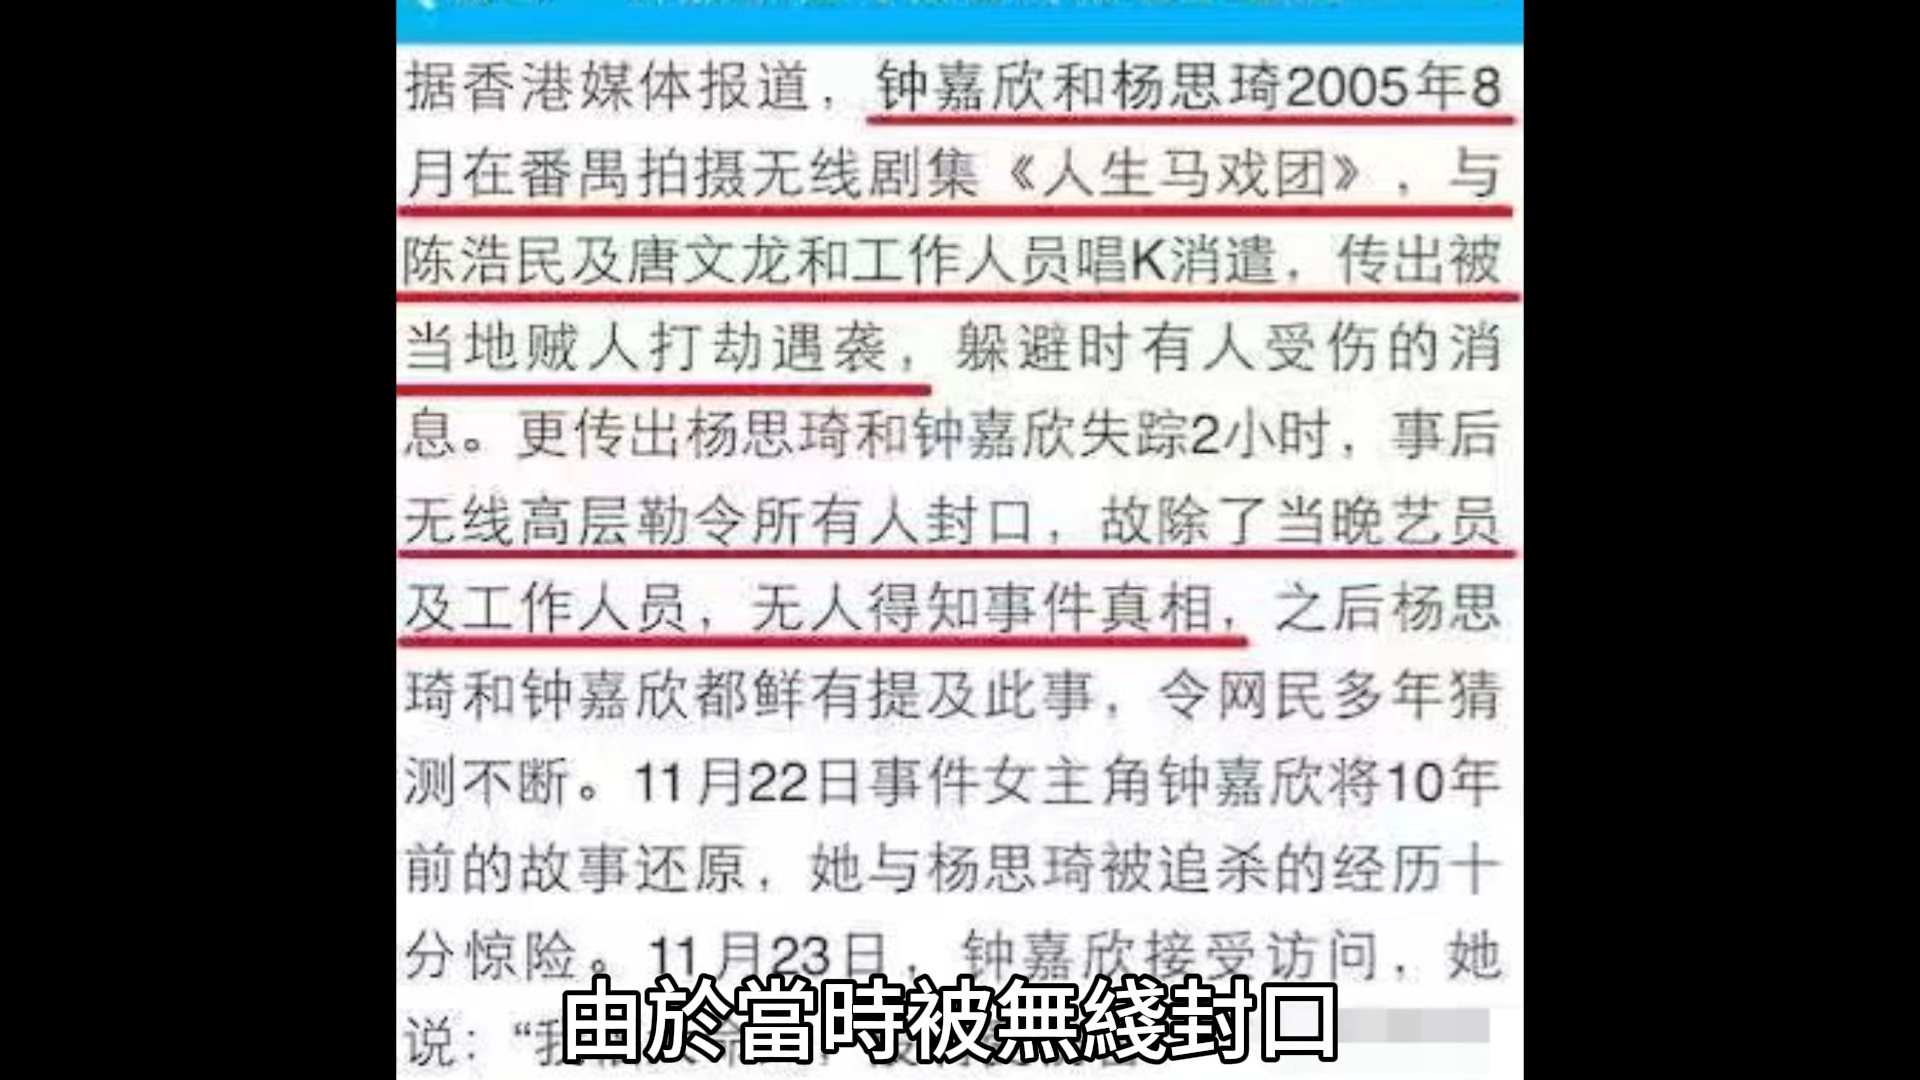 据香港媒体报道，钟嘉欣和杨思琦2005年8
月在番禺拍摄无线剧集《人生马戏团》，与
陈浩民及唐文龙和工作人员唱K消遣，传出被
当地贼人打劫遇袭，躲避时有人受伤的消
息。更传出杨思琦和钟嘉欣失踪2小时，事后
无线高层勒令所有人封口，故除了当晚艺员
及工作人员，无人得知事件真相，之后杨思
琦和钟嘉欣都鲜有提及此事，令网民多年猜
测不断。11月22日事件女主角钟嘉欣将10年
前的故事还原，她与杨思琦被追杀的经历十
分惊险。11月23日，钟嘉欣接受访问，她
说：“我
由於當時被無綫封口